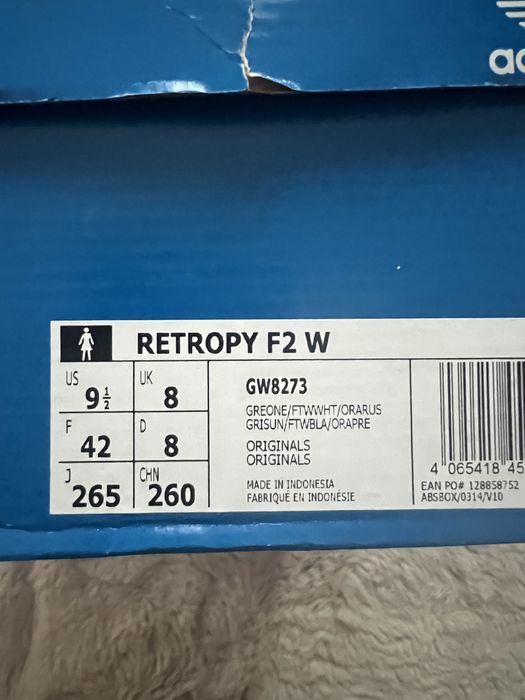 RETROPY F2 W
US 9½ UK 8
F 42 D 8
J 265 CHN 260
GW8273
GREONE/FTWWHT/ORARUS
GRISUN/FTWBLA/ORAPRE
ORIGINALS
ORIGINALS
MADE IN INDONESIA
FABRIQUÉ EN INDONÉSIE
4 065418 45
EAN PO# 128858752
ABSBOX/0314/V10